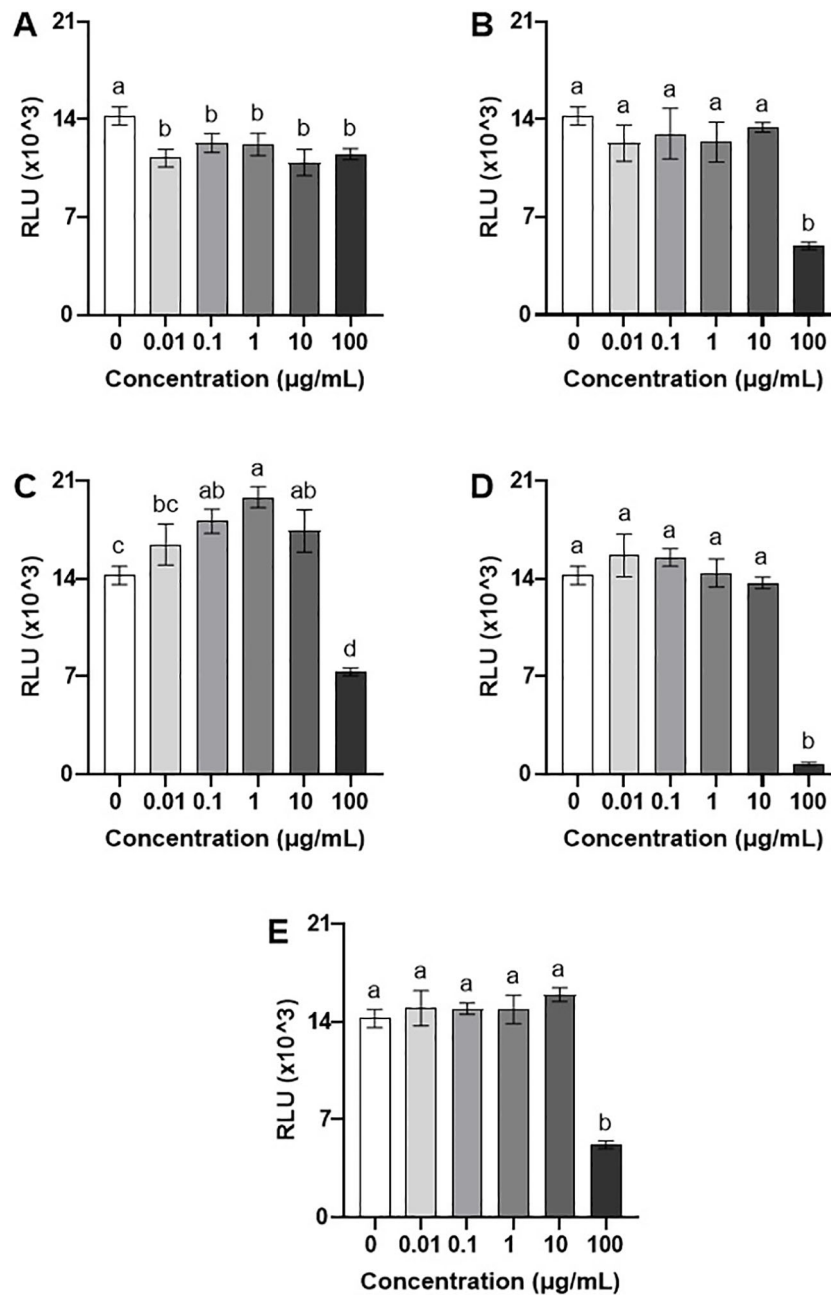 A
21
14
7
0
RLU (x10^3)
a
b
b
b
b
b
0
0.01
0.1
1
10
100
Concentration (µg/mL)
B
21
14
7
0
RLU (x10^3)
a
a
a
a
a
b
0
0.01
0.1
1
10
100
Concentration (µg/mL)
C
21
14
7
0
RLU (x10^3)
c
bc
ab
a
ab
d
0
0.01
0.1
1
10
100
Concentration (µg/mL)
D
21
14
7
0
RLU (x10^3)
a
a
a
a
a
b
0
0.01
0.1
1
10
100
Concentration (µg/mL)
E
21
14
7
0
RLU (x10^3)
a
a
a
a
a
b
0
0.01
0.1
1
10
100
Concentration (µg/mL)